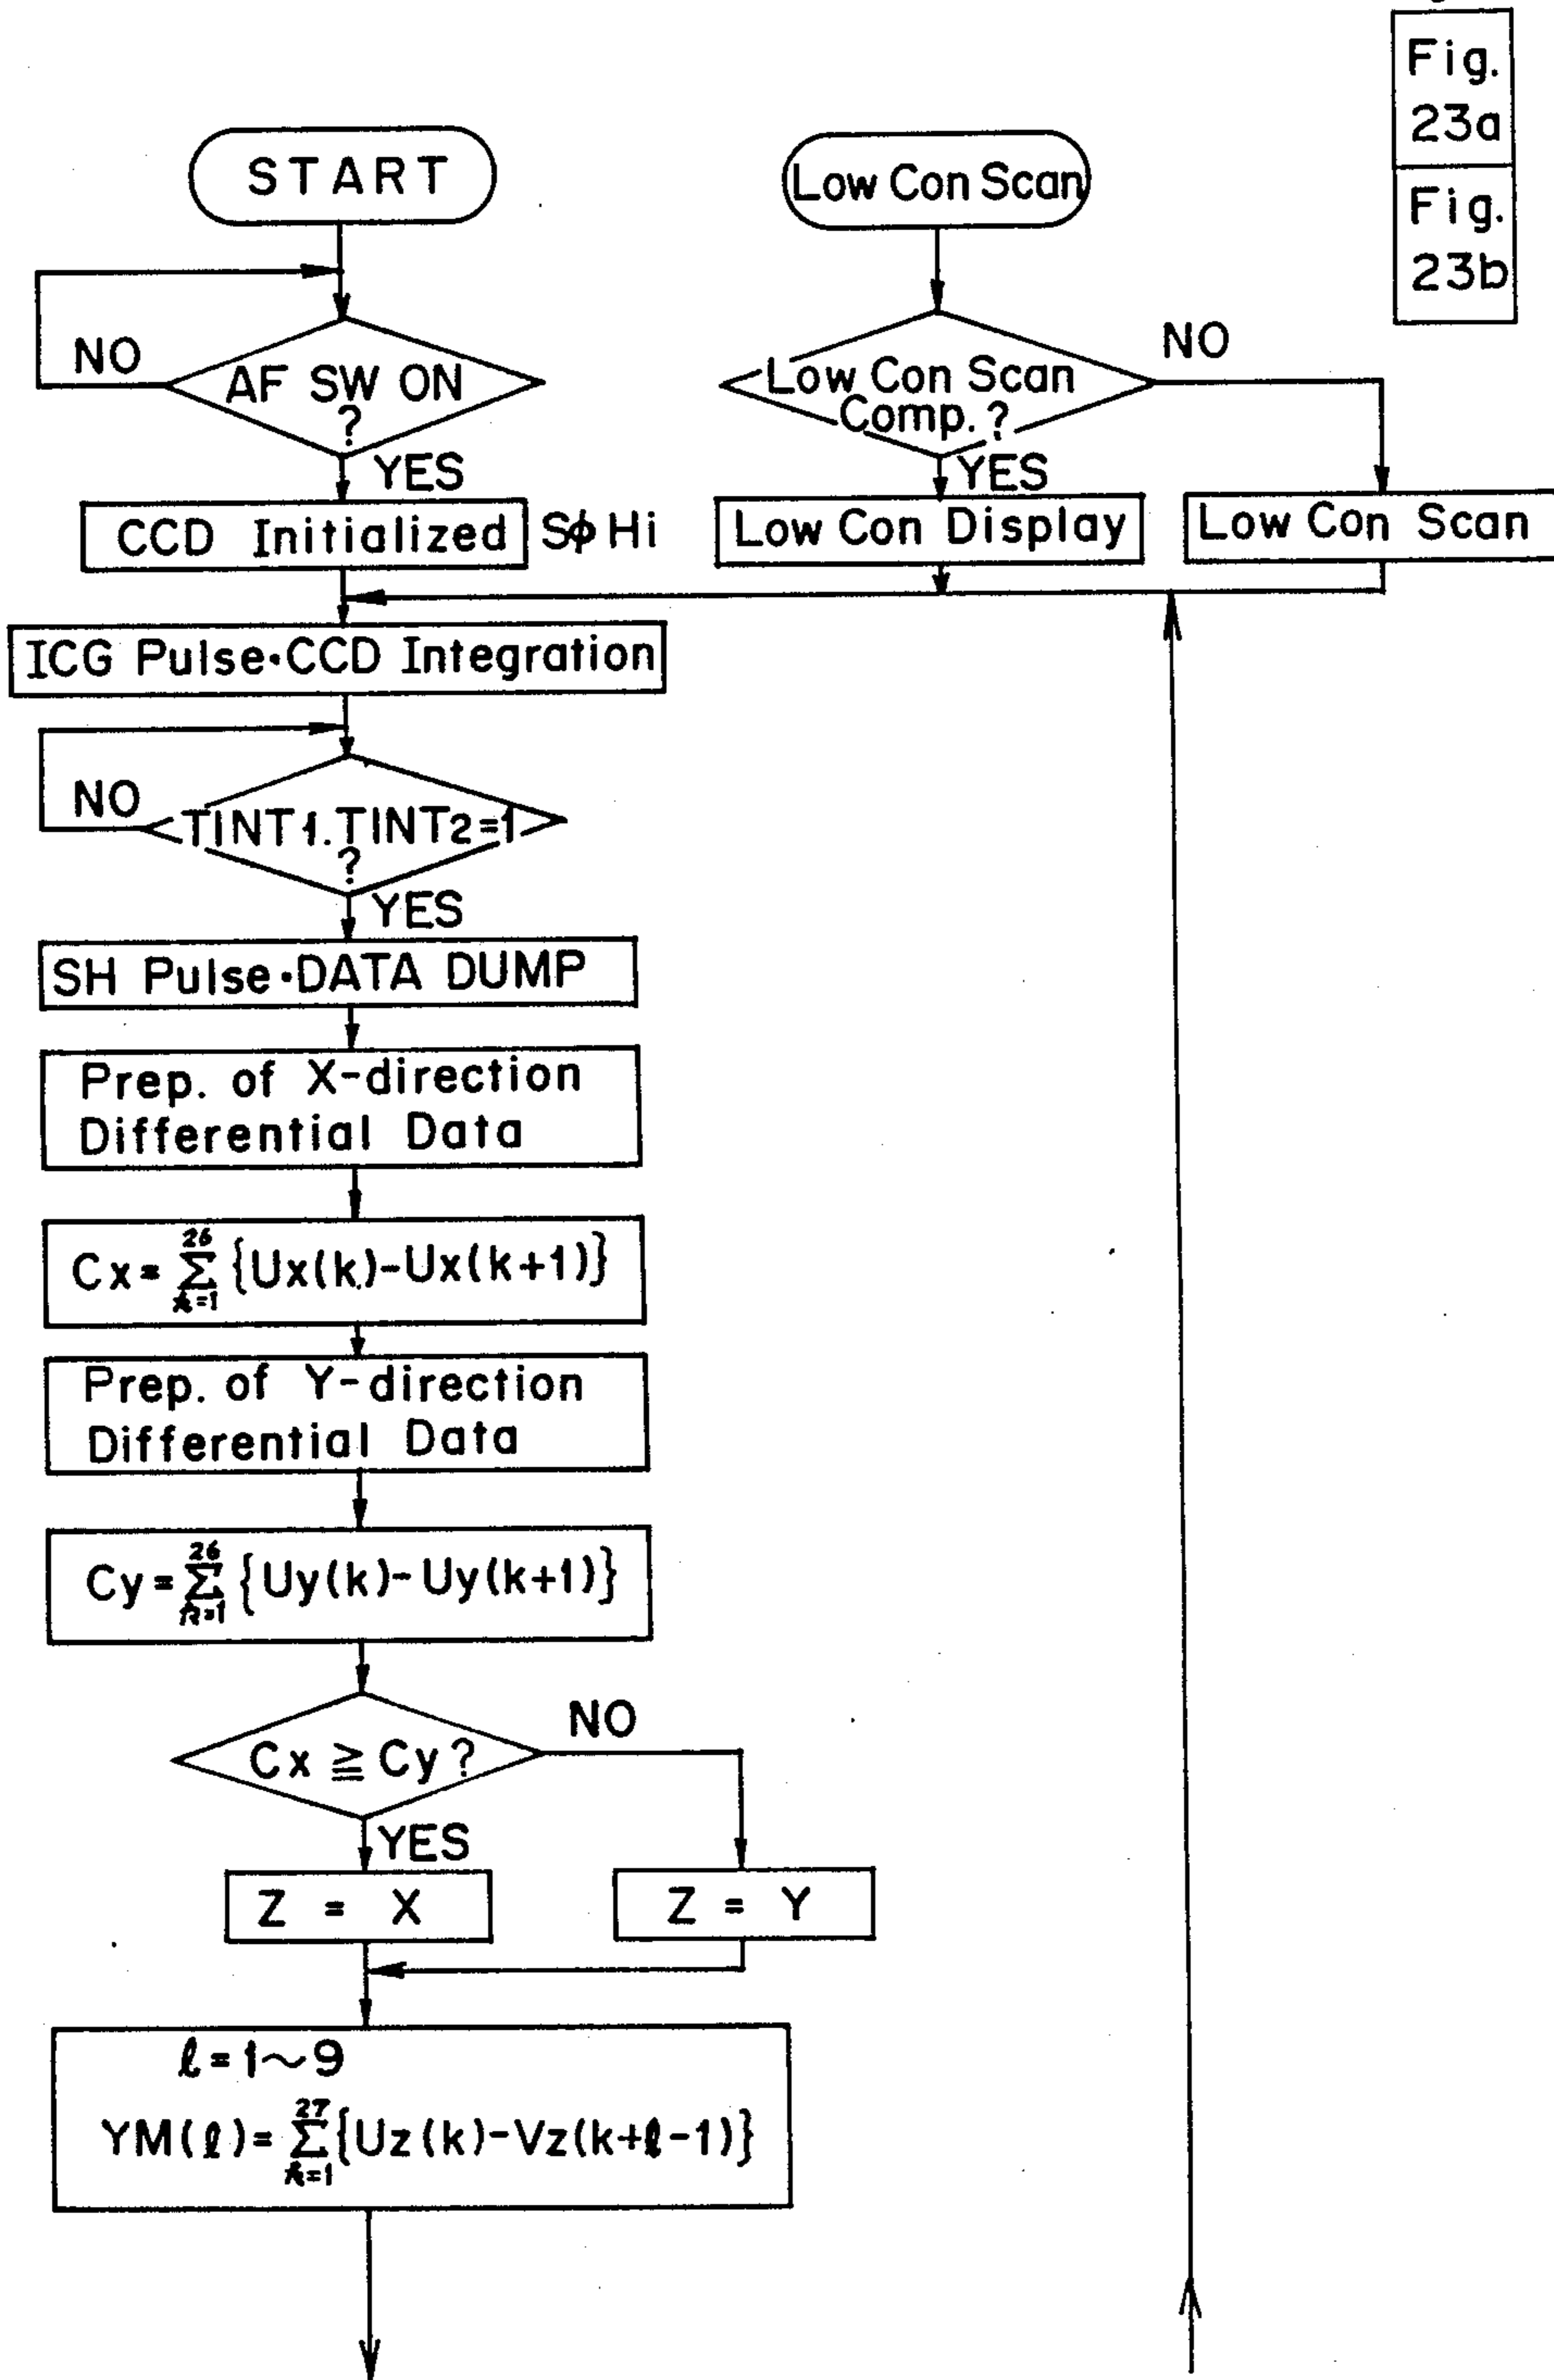 Fig.
23a
Fig.
23b
START
NO
AF SW ON
?
YES
CCD Initialized
SϕHi
Low Con Scan
Low Con Scan
Comp.?
NO
YES
Low Con Display
Low Con Scan
ICG Pulse·CCD Integration
NO
TINT1.TINT2=1
?
YES
SH Pulse·DATA DUMP
Prep. of X-direction
Differential Data
Cx=∑_{k=1}^{26}{Ux(k)-Ux(k+1)}
Prep. of Y-direction
Differential Data
Cy=∑_{k=1}^{26}{Uy(k)-Uy(k+1)}
Cx ≧ Cy?
NO
YES
Z = X
Z = Y
ℓ=1~9
YM(ℓ)=∑_{k=1}^{27}{Uz(k)-Vz(k+ℓ-1)}